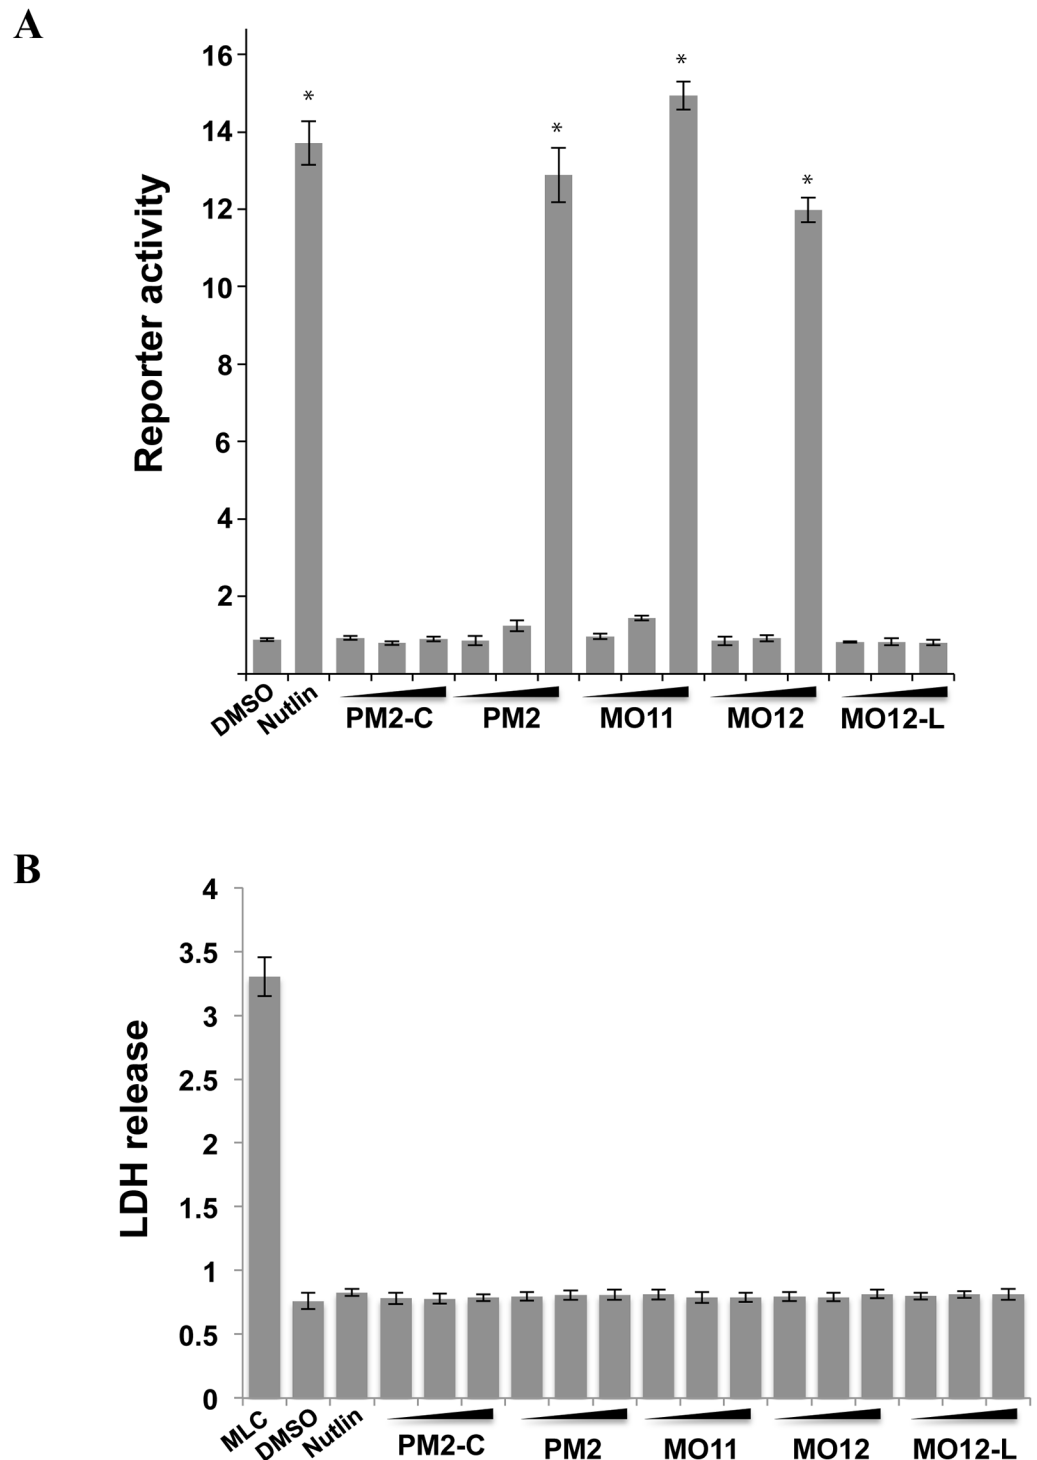 A
Reporter activity
16
14
12
10
8
6
4
2
*
*
*
*
DMSO
Nutlin
PM2-C
PM2
MO11
MO12
MO12-L
B
LDH release
4
3.5
3
2.5
2
1.5
1
0.5
0
MLC
DMSO
Nutlin
PM2-C
PM2
MO11
MO12
MO12-L